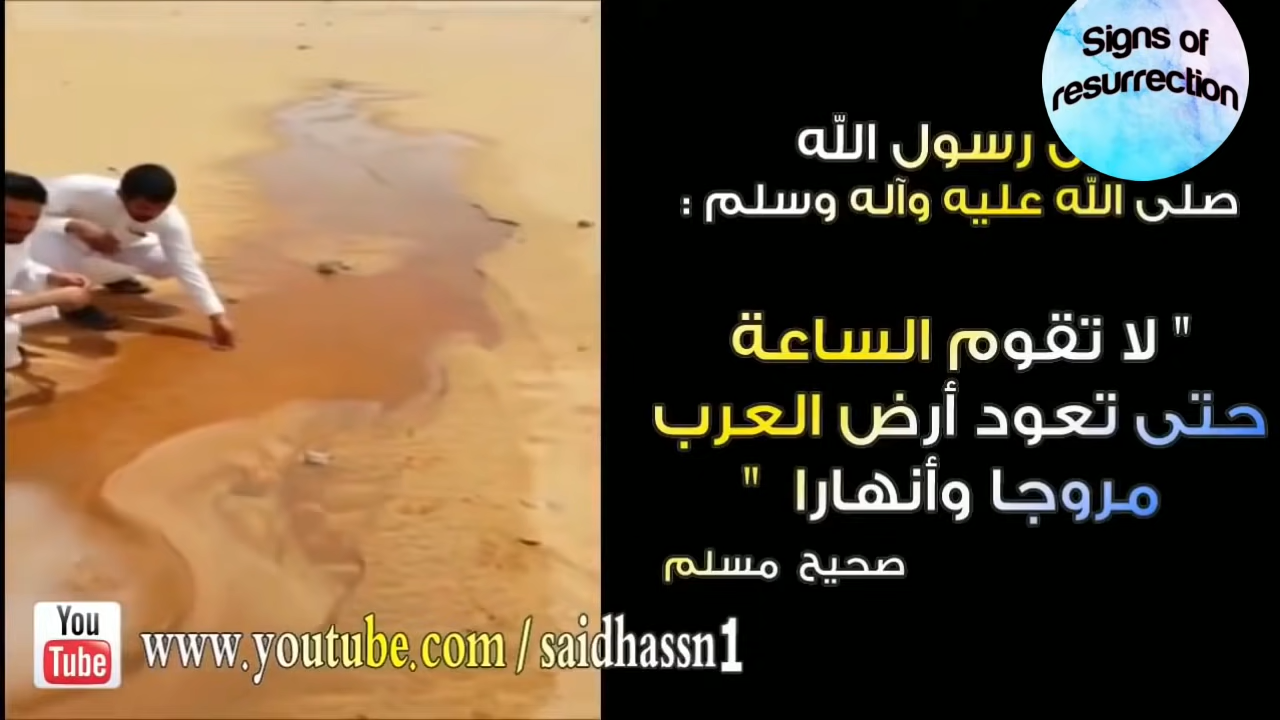 Signs of
resurrection
رسول الله
صلى الله عليه وآله وسلم :
" لا تقوم الساعة
حتى تعود أرض العرب
مروجا وأنهارا "
صحيح مسلم
You
Tube
www.youtube.com / saidhassn1